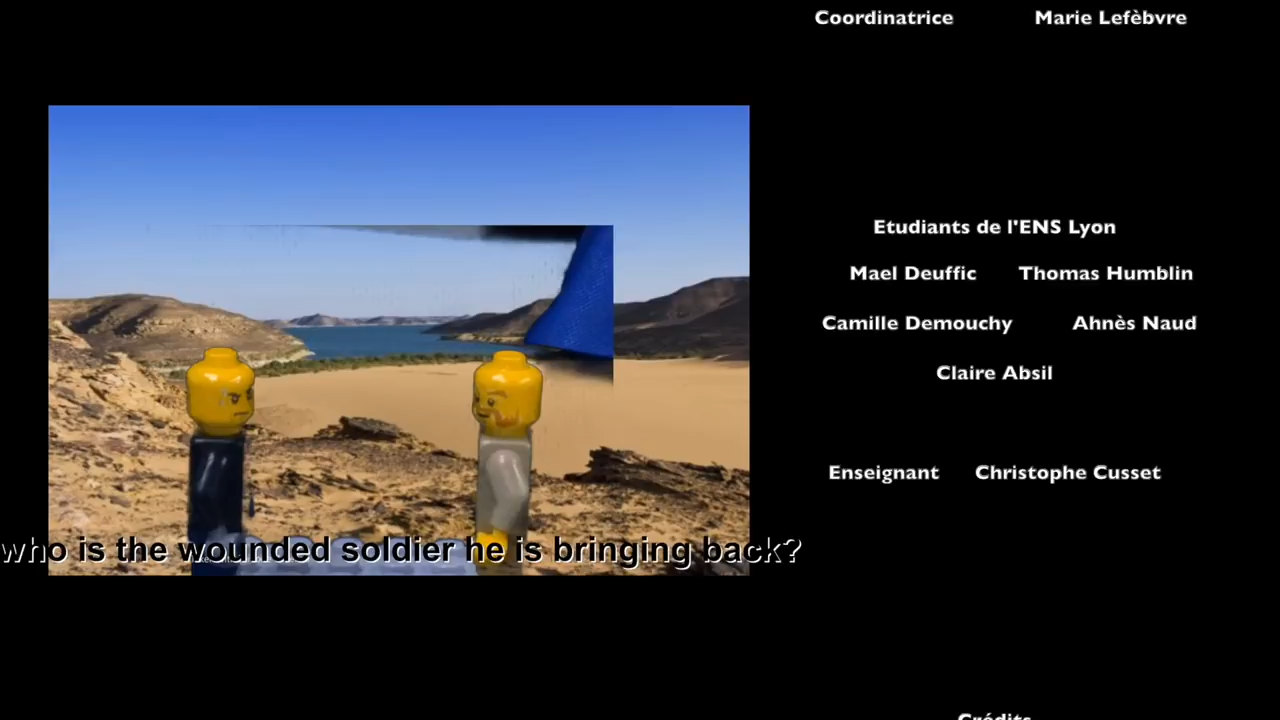 Coordinatrice Marie Lefèbvre
Etudiants de l'ENS Lyon
Mael Deuffic Thomas Humblin
Camille Demouchy Ahnès Naud
Claire Absil
Enseignant Christophe Cusset
who is the wounded soldier he is bringing back?
Crédits